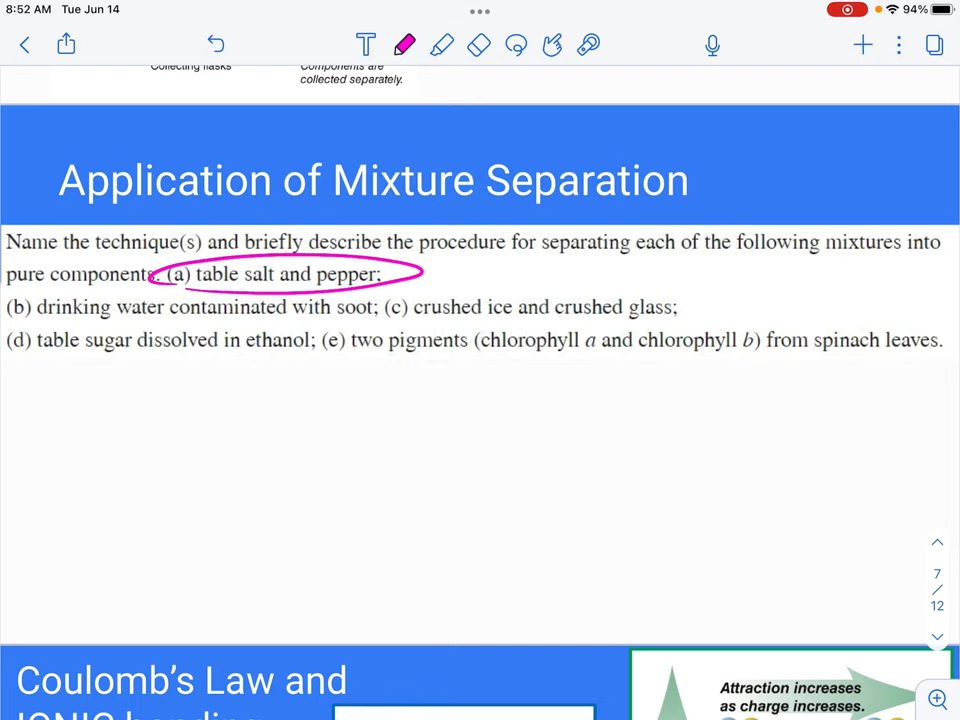 8:52 AM Tue Jun 14
94%
T
Collecting flasks
Components are
collected separately.
Application of Mixture Separation
Name the technique(s) and briefly describe the procedure for separating each of the following mixtures into
pure components. (a) table salt and pepper;
(b) drinking water contaminated with soot; (c) crushed ice and crushed glass;
(d) table sugar dissolved in ethanol; (e) two pigments (chlorophyll a and chlorophyll b) from spinach leaves.
7
/
12
Coulomb's Law and
IONIC bonding
Attraction increases
as charge increases.